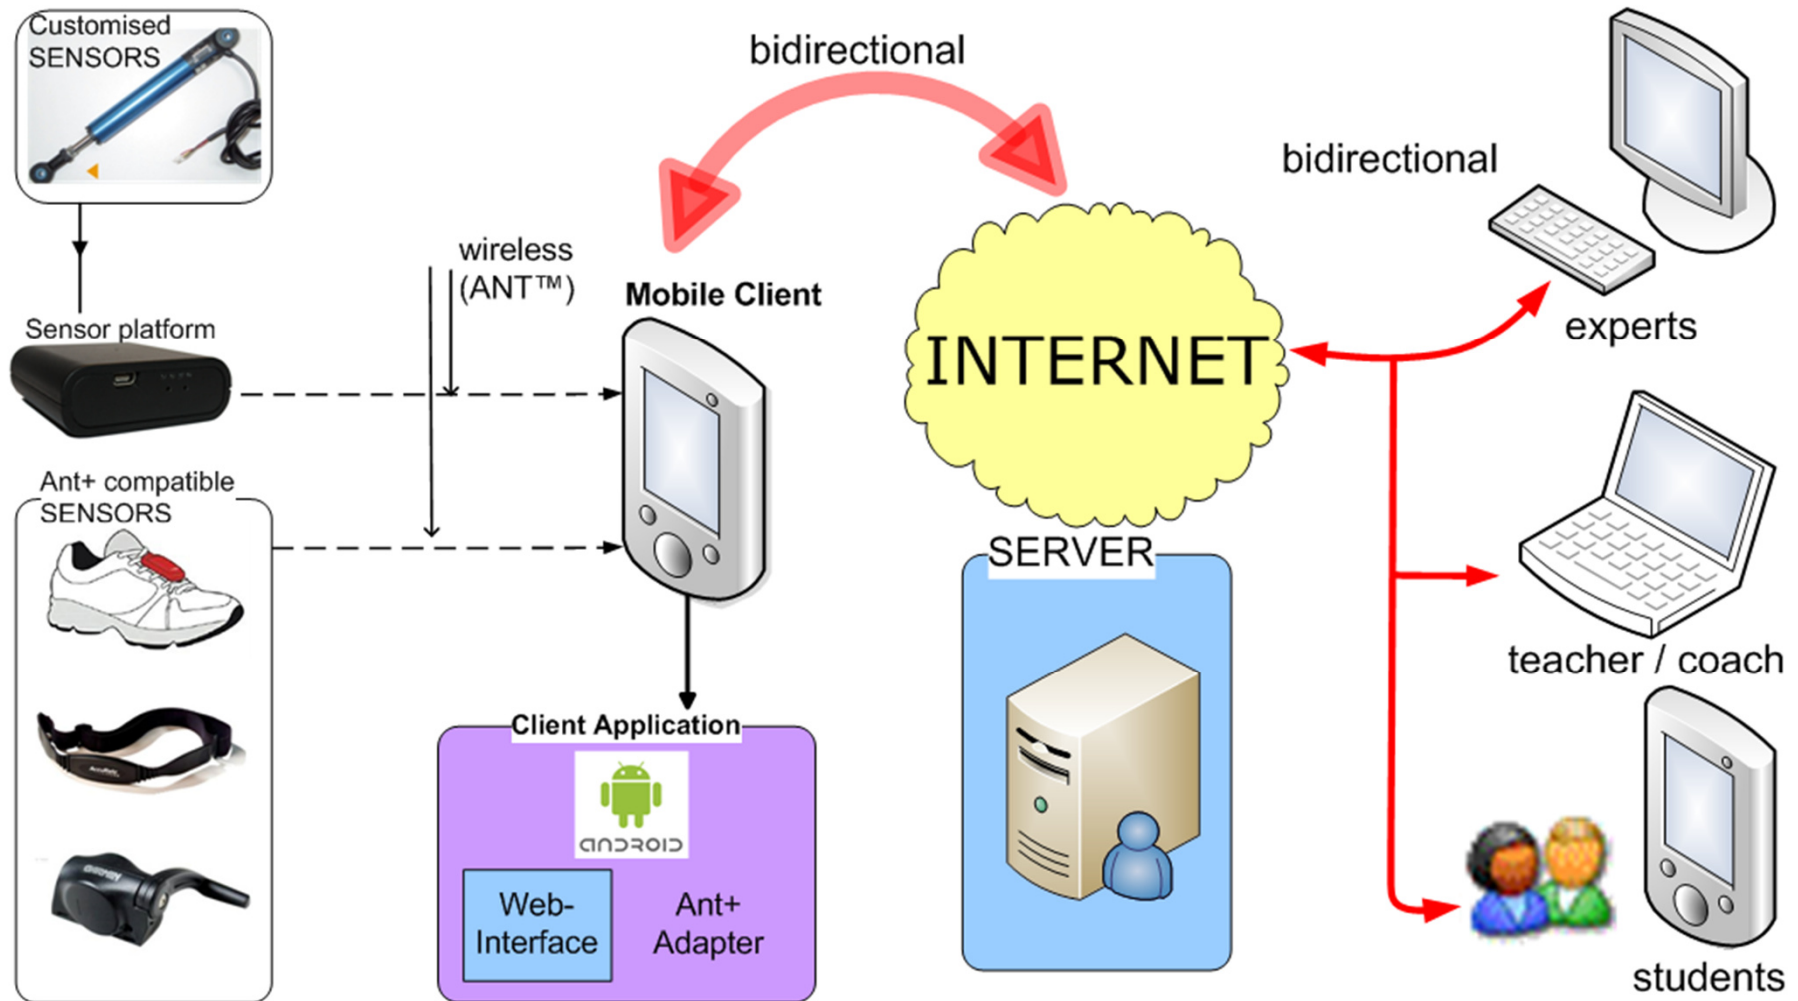 Customised
SENSORS
bidirectional
bidirectional
wireless
(ANT™)
Mobile Client
Sensor platform
experts
INTERNET
Ant+ compatible
SENSORS
SERVER
teacher / coach
Client Application
GARMIN
ANDROID
Web-
Interface
Ant+
Adapter
students